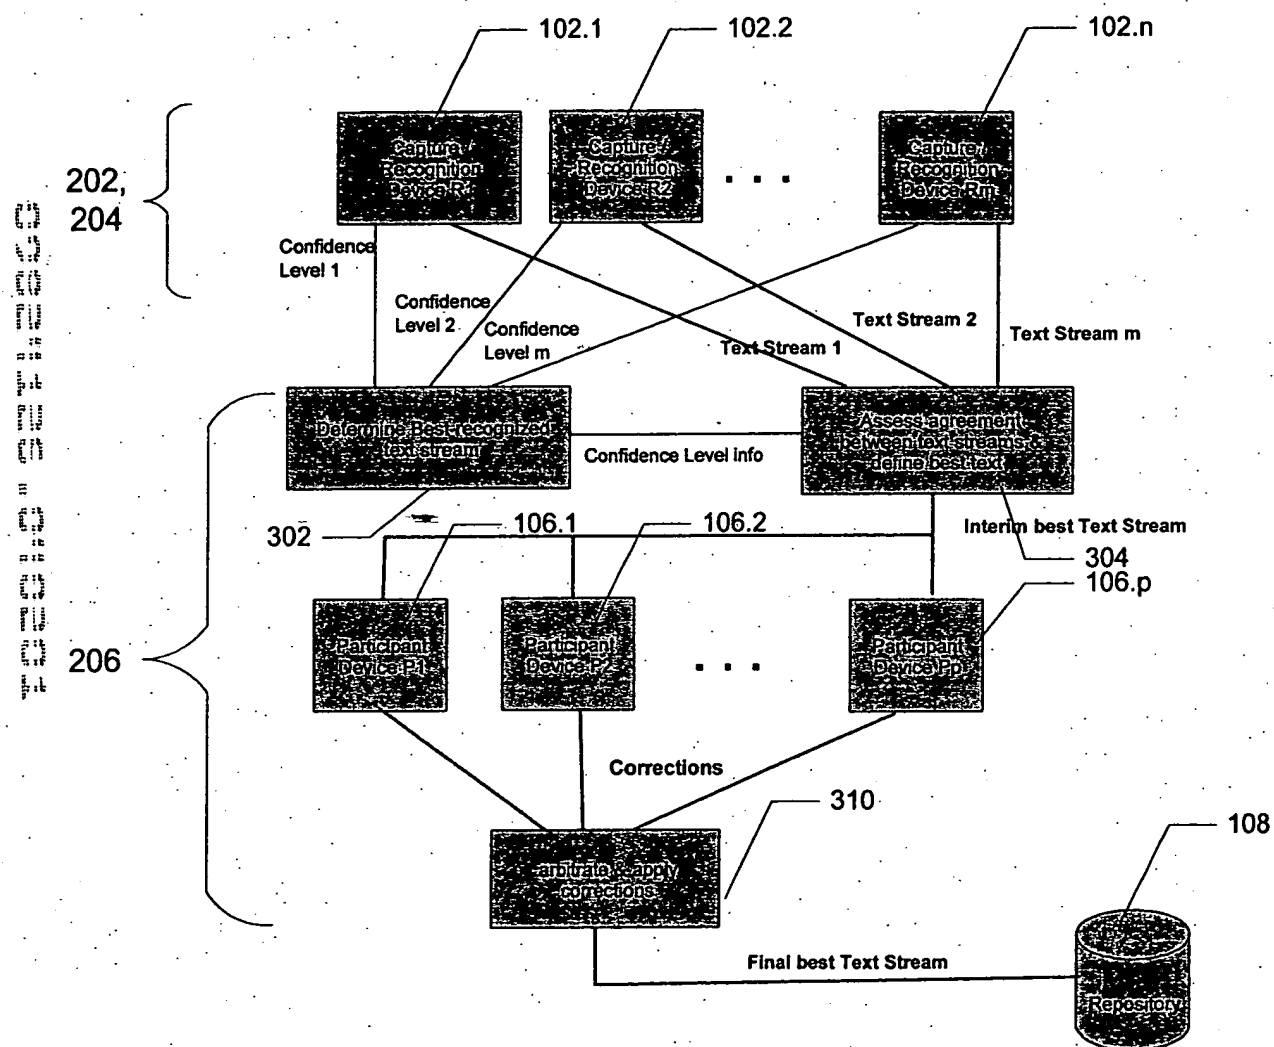 102.1
102.2
102.n
202,
204
Capture /
Recognition
Device R1
Capture /
Recognition
Device R2
. . .
Capture /
Recognition
Device Rm
Confidence
Level 1
Confidence
Level 2
Confidence
Level m
Text Stream 1
Text Stream 2
Text Stream m
Determine Best-recognized
text stream
Confidence Level info
Assess agreement
between text streams &
define best text
302
106.1
106.2
Interim best Text Stream
304
106.p
206
Participant
Device P1
Participant
Device P2
. . .
Participant
Device Pp
Corrections
310
arbitrate & apply
corrections
108
Final best Text Stream
Repository